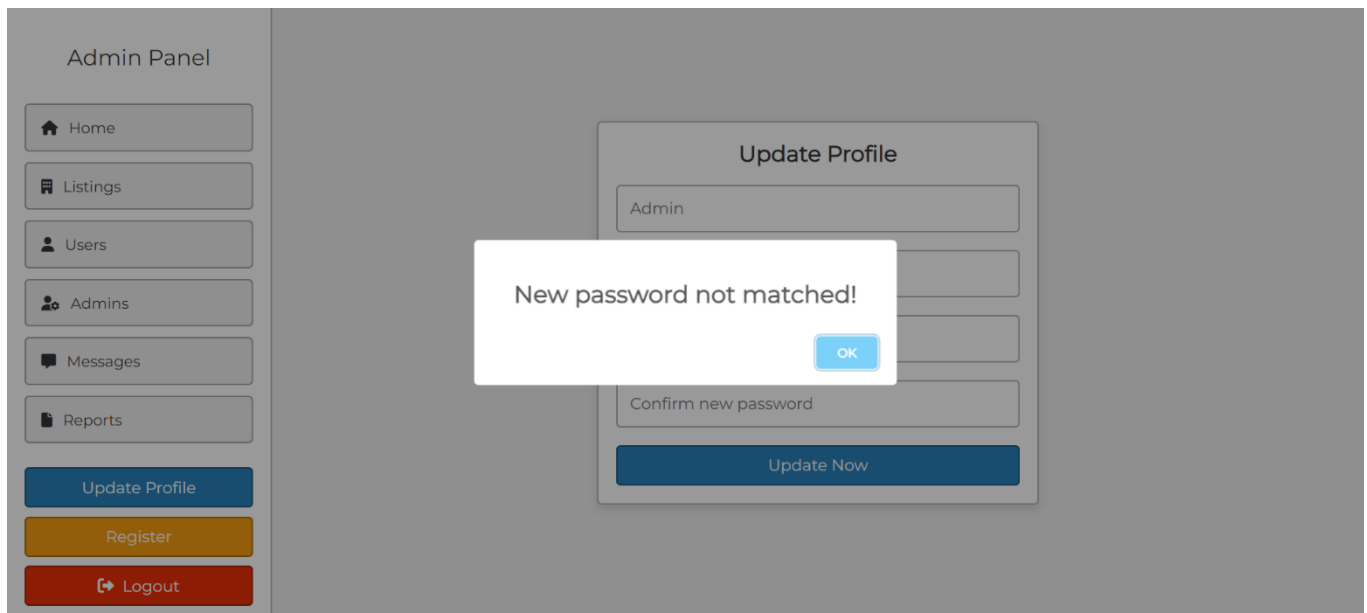 Admin Panel
Home
Listings
Users
Admins
Messages
Reports
Update Profile
Register
Logout
Update Profile
Admin
New password not matched!
OK
Confirm new password
Update Now